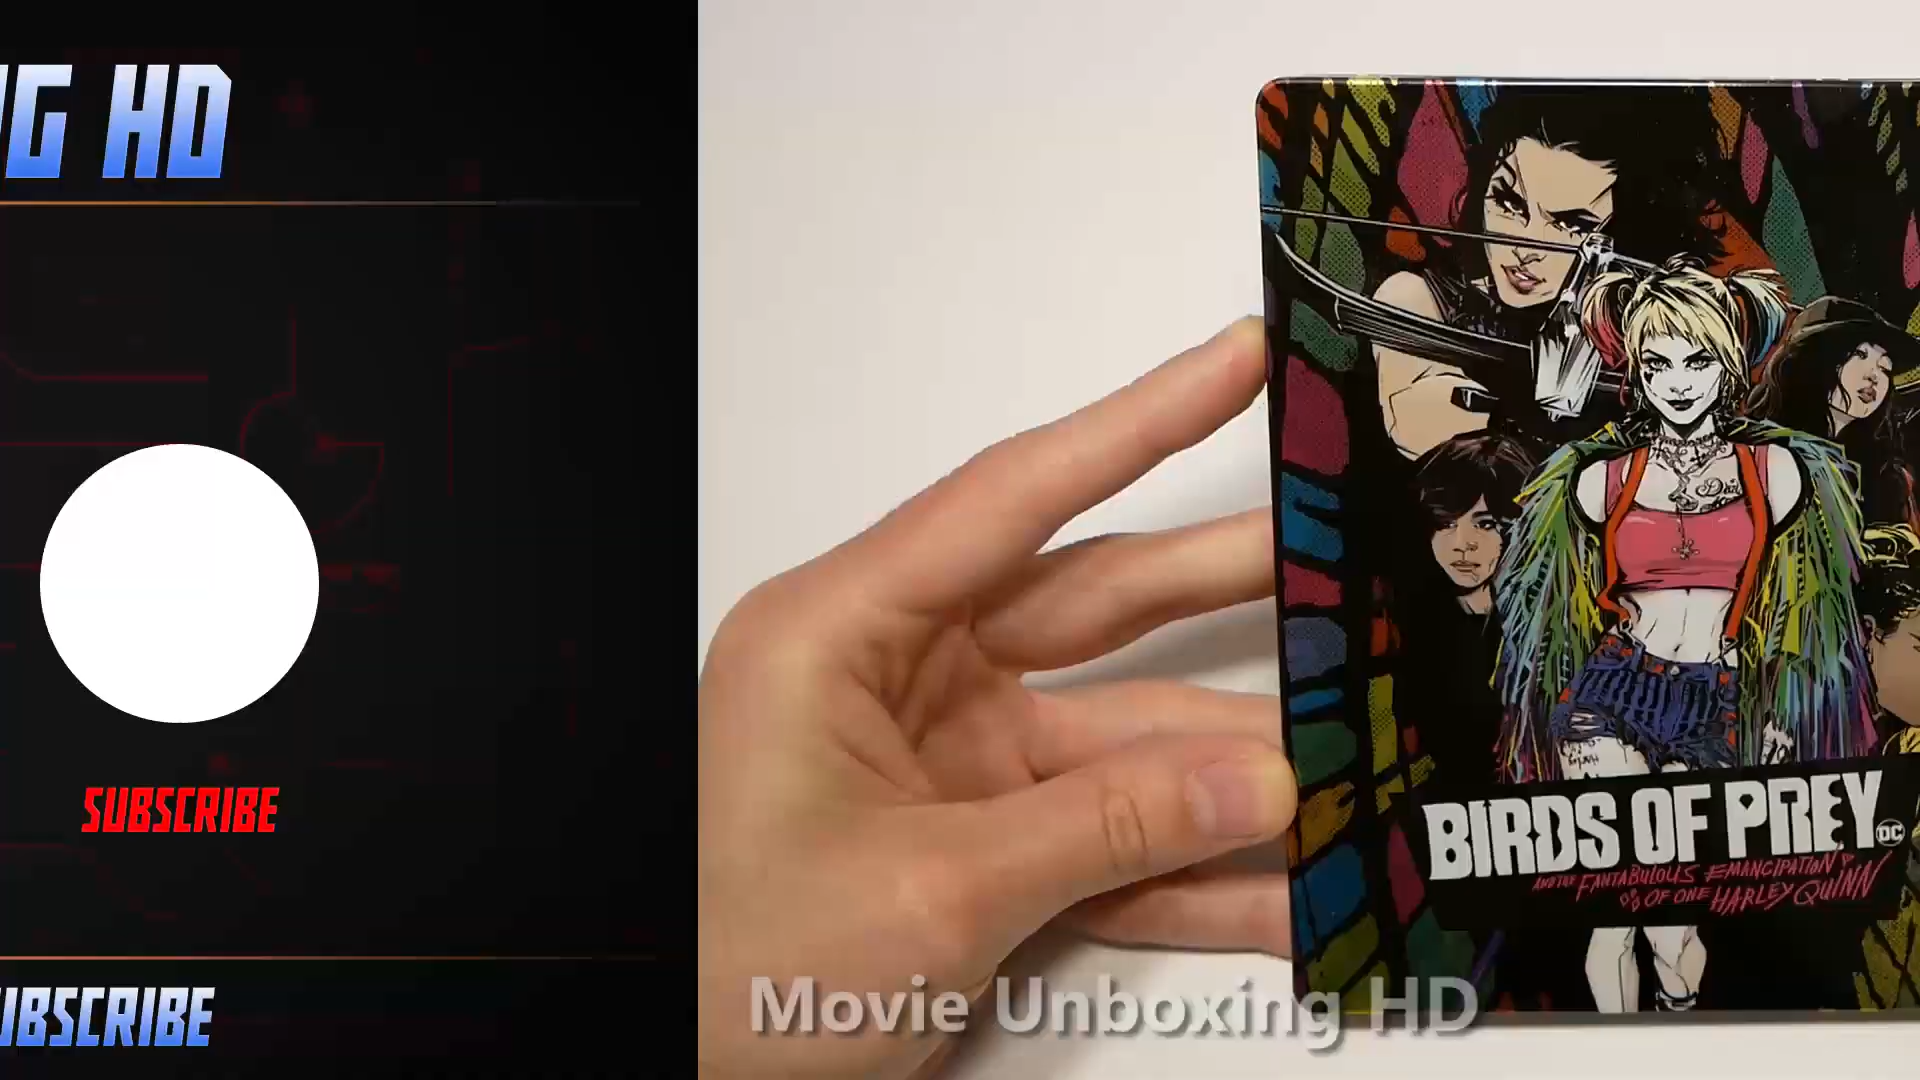 G HD
SUBSCRIBE
UBSCRIBE
BIRDS OF PREY
DC
AND THE FANTABULOUS EMANCIPATION
OF ONE HARLEY QUINN
Movie Unboxing HD